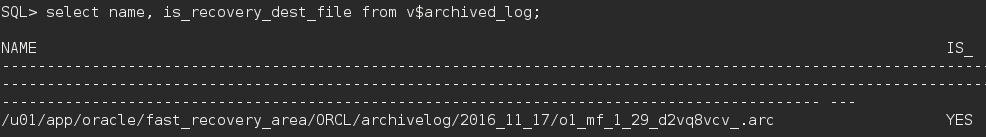 SQL> select name, is_recovery_dest_file from v$archived_log;
NAME IS_
--------------------------------------------------------------------------------------------------------------
--------------------------------------------------------------------------------------------------------------
------------------------------------------------------------------------------------------- ---
/u01/app/oracle/fast_recovery_area/ORCL/archivelog/2016_11_17/o1_mf_1_29_d2vq8vcv_.arc YES